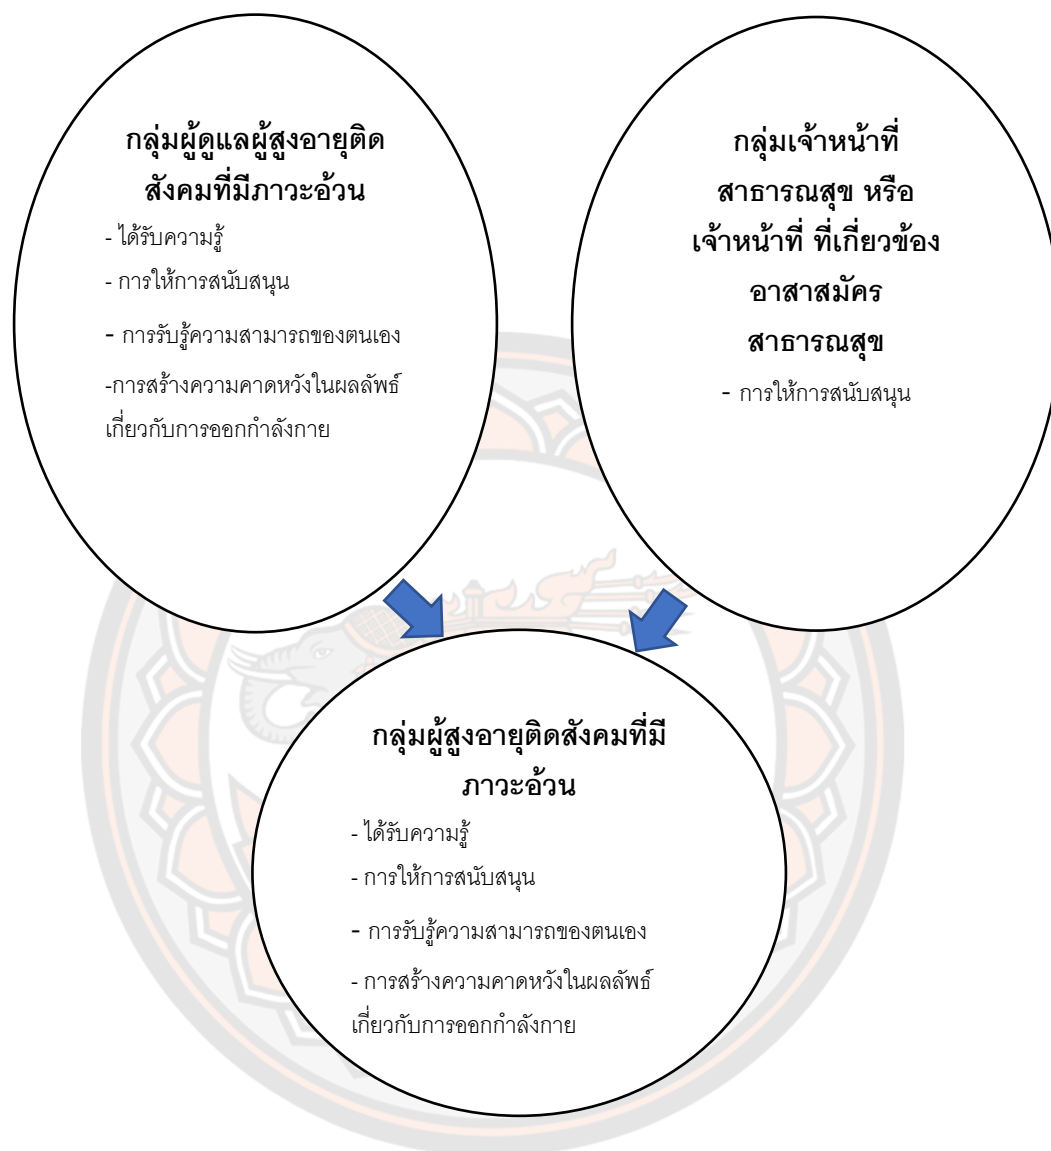 กลุ่มผู้ดูแลผู้สูงอายุติด
สังคมที่มีภาวะอ้วน
- ได้รับความรู้
- การให้การสนับสนุน
- การรับรู้ความสามารถของตนเอง
-การสร้างความคาดหวังในผลลัพธ์
เกี่ยวกับการออกกำลังกาย
กลุ่มเจ้าหน้าที่
สาธารณสุข หรือ
เจ้าหน้าที่ ที่เกี่ยวข้อง
อาสาสมัคร
สาธารณสุข
- การให้การสนับสนุน
กลุ่มผู้สูงอายุติดสังคมที่มี
ภาวะอ้วน
- ได้รับความรู้
- การให้การสนับสนุน
- การรับรู้ความสามารถของตนเอง
- การสร้างความคาดหวังในผลลัพธ์
เกี่ยวกับการออกกำลังกาย